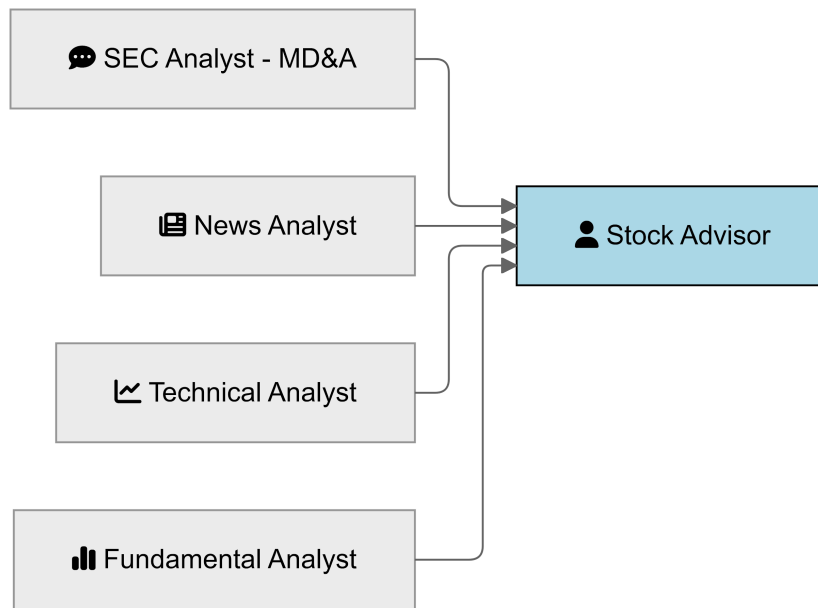 SEC Analyst - MD&A
News Analyst
Stock Advisor
Technical Analyst
Fundamental Analyst